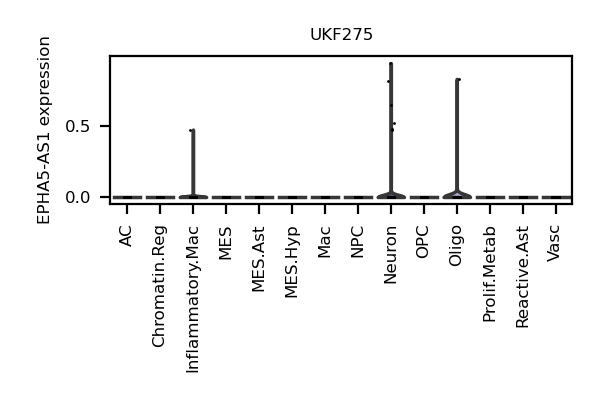 UKF275
EPHA5-AS1 expression
0.5
0.0
AC
Chromatin.Reg
Inflammatory.Mac
MES
MES.Ast
MES.Hyp
Mac
NPC
Neuron
OPC
Oligo
Prolif.Metab
Reactive.Ast
Vasc